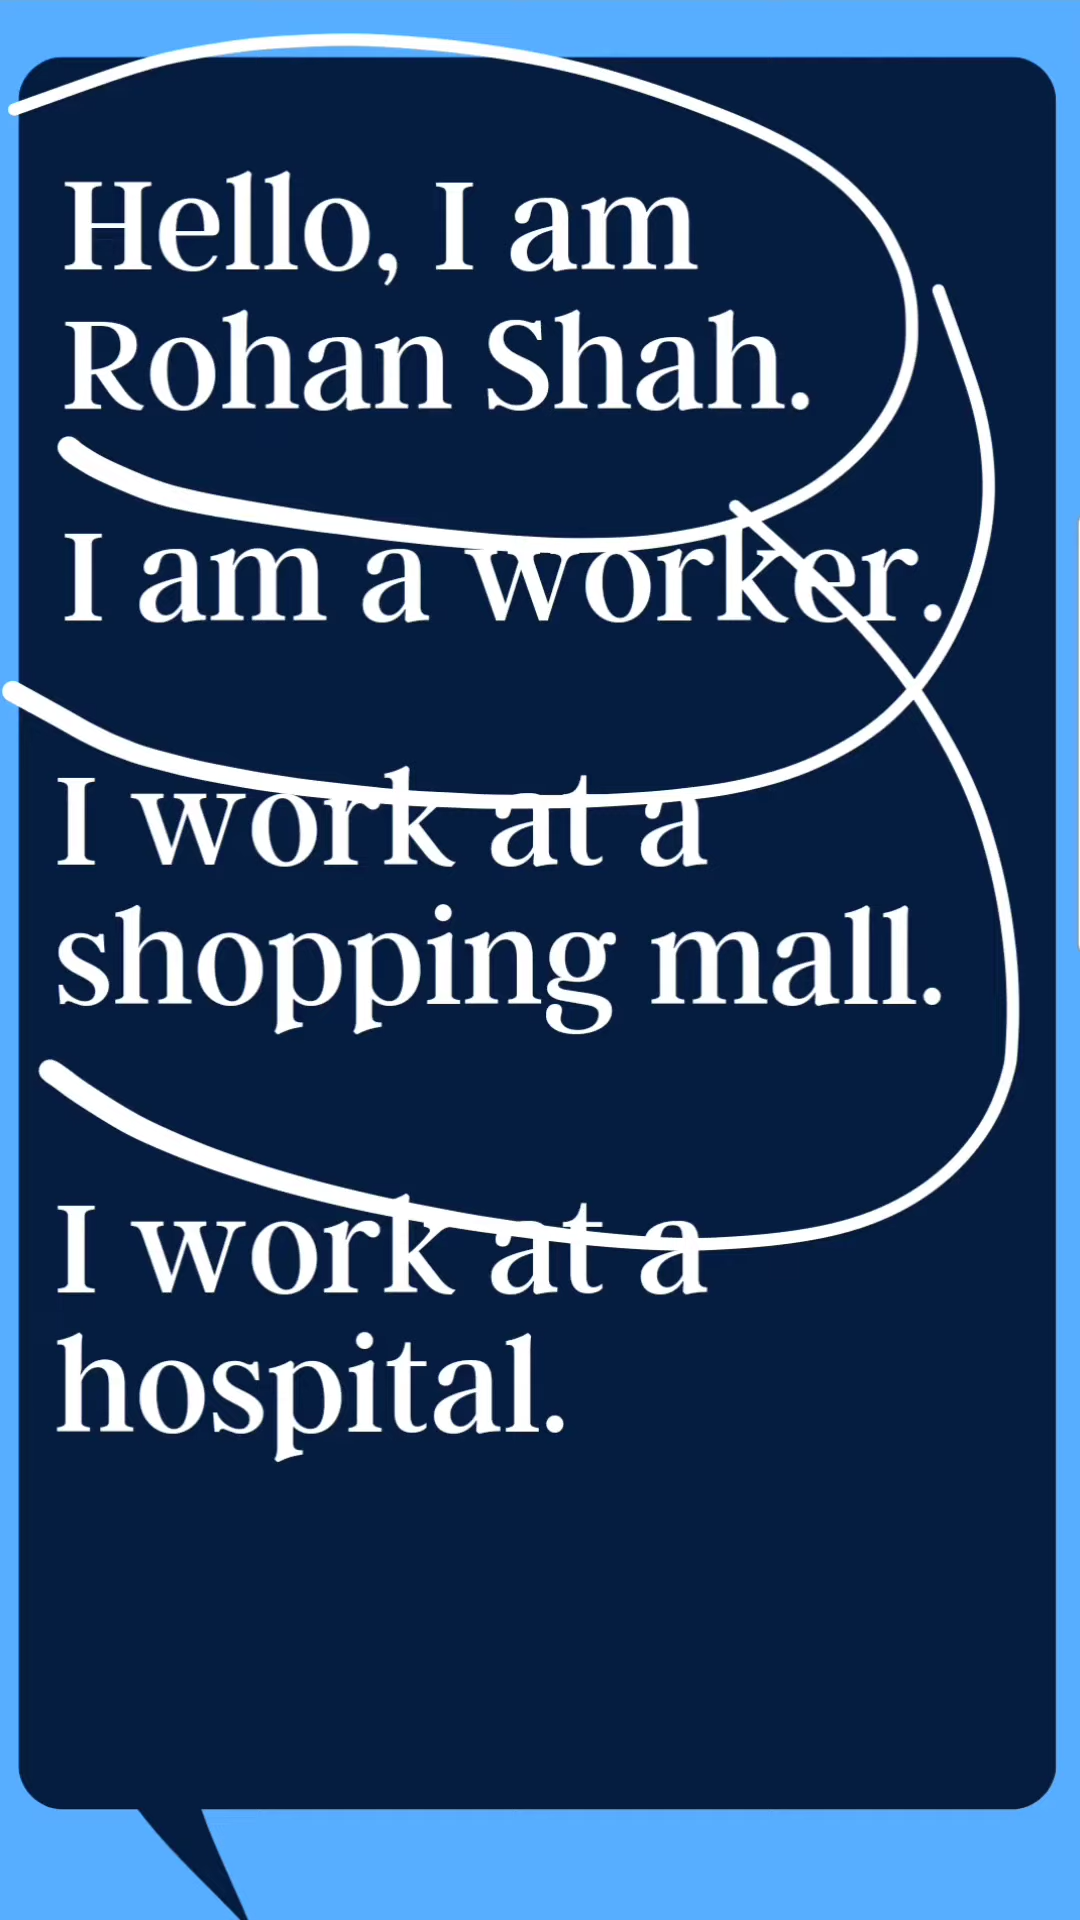 Hello, I am
Rohan Shah.
I am a worker.
I work at a
shopping mall.
I work at a
hospital.